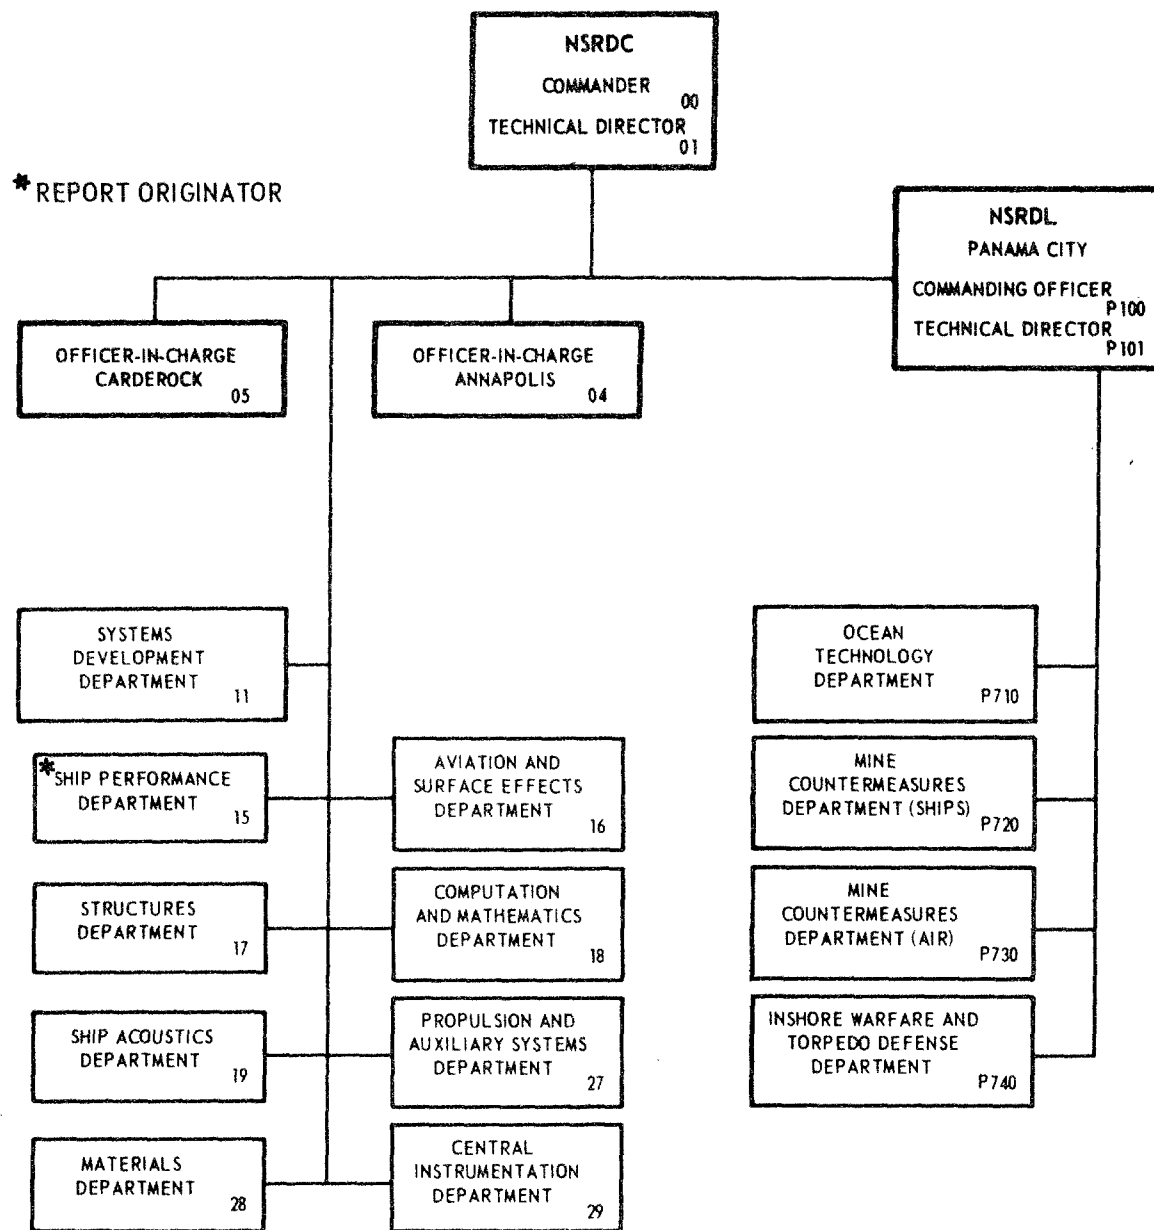 NSRDC
COMMANDER
00
TECHNICAL DIRECTOR
01
*REPORT ORIGINATOR
NSRDL
PANAMA CITY
COMMANDING OFFICER
P100
TECHNICAL DIRECTOR
P101
OFFICER-IN-CHARGE
CARDEROCK
05
OFFICER-IN-CHARGE
ANNAPOLIS
04
SYSTEMS
DEVELOPMENT
DEPARTMENT
11
OCEAN
TECHNOLOGY
DEPARTMENT
P710
*SHIP PERFORMANCE
DEPARTMENT
15
AVIATION AND
SURFACE EFFECTS
DEPARTMENT
16
MINE
COUNTERMEASURES
DEPARTMENT (SHIPS)
P720
STRUCTURES
DEPARTMENT
17
COMPUTATION
AND MATHEMATICS
DEPARTMENT
18
MINE
COUNTERMEASURES
DEPARTMENT (AIR)
P730
SHIP ACOUSTICS
DEPARTMENT
19
PROPULSION AND
AUXILIARY SYSTEMS
DEPARTMENT
27
INSHORE WARFARE AND
TORPEDO DEFENSE
DEPARTMENT
P740
MATERIALS
DEPARTMENT
28
CENTRAL
INSTRUMENTATION
DEPARTMENT
29